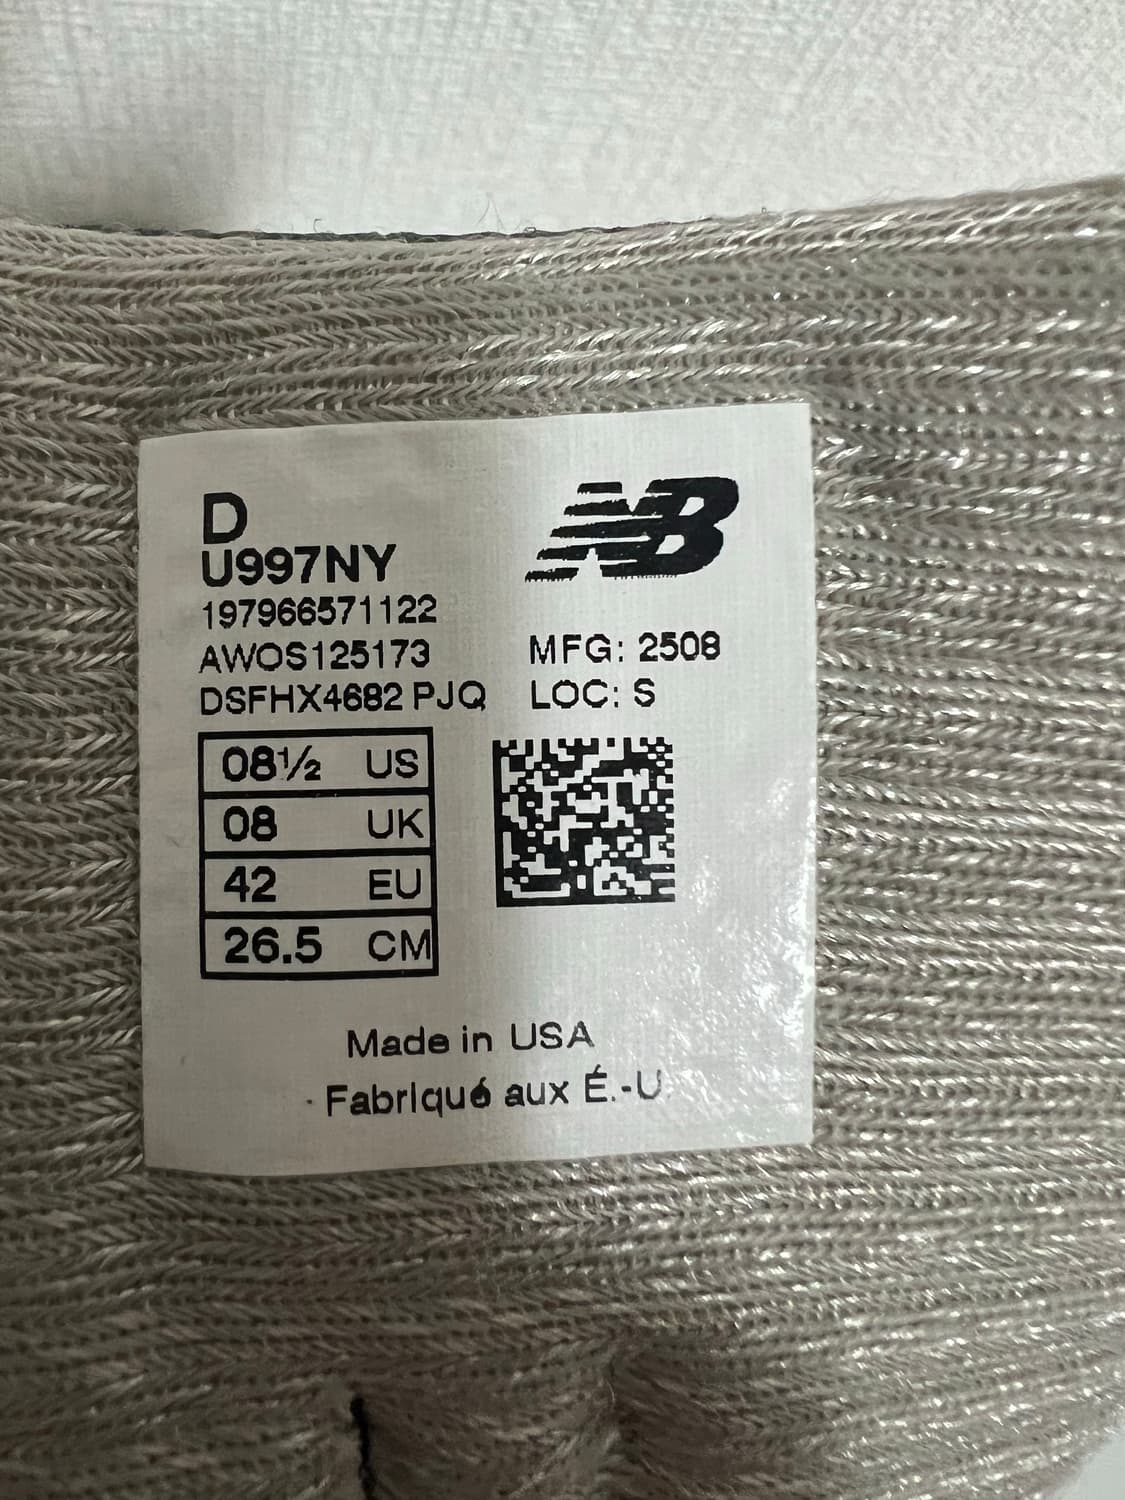 D
U997NY
197966571122
AWOS125173
DSFHX4682 PJQ
NB
MFG: 2508
LOC: S
08½ US
08 UK
42 EU
26.5 CM
Made in USA
Fabriqué aux É.-U.